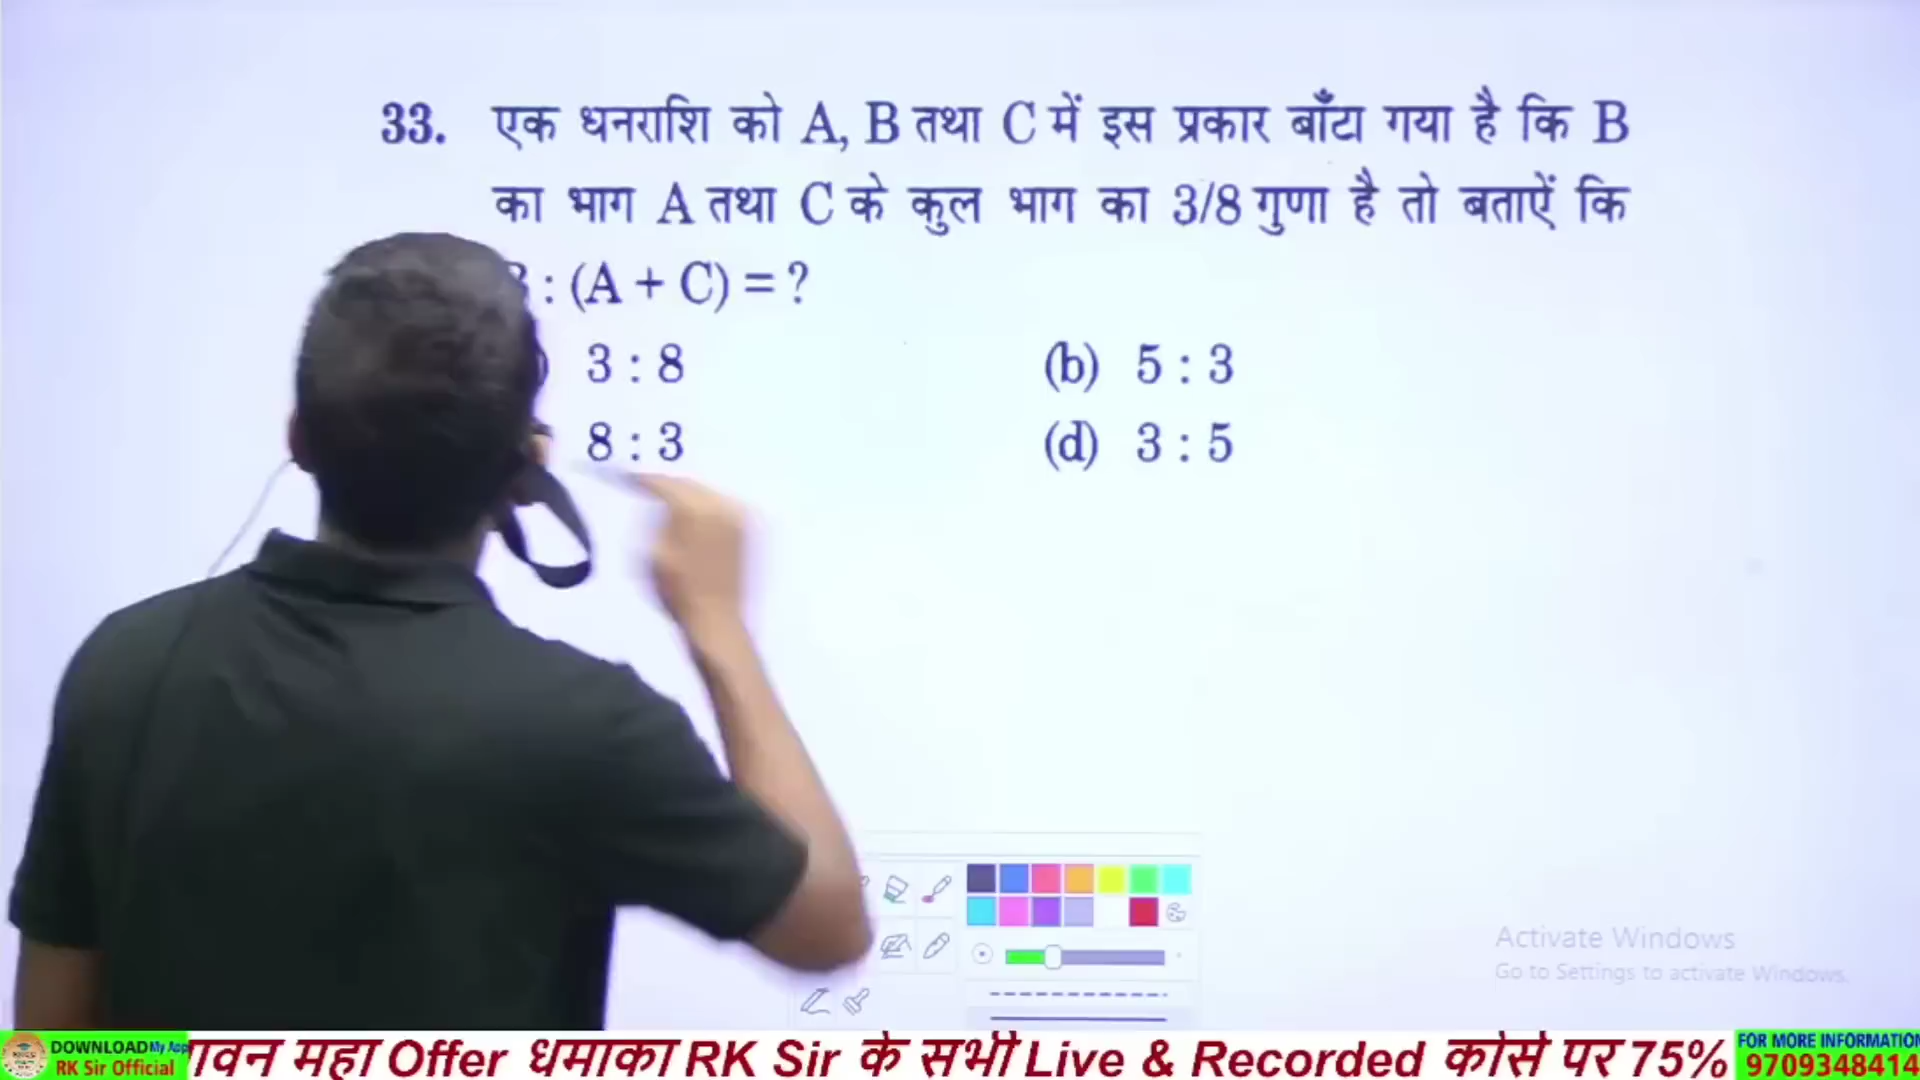 33. एक धनराशि को A, B तथा C में इस प्रकार बाँटा गया है कि B
का भाग A तथा C के कुल भाग का 3/8 गुणा है तो बताऐं कि
: (A + C) = ?
3 : 8 (b) 5 : 3
8 : 3 (d) 3 : 5
Activate Windows
Go to Settings to activate Windows.
DOWNLOAD My App
RK Sir Official
महा Offer धमाका RK Sir के सभी Live & Recorded कोर्स पर 75%
FOR MORE INFORMATION
9709348414